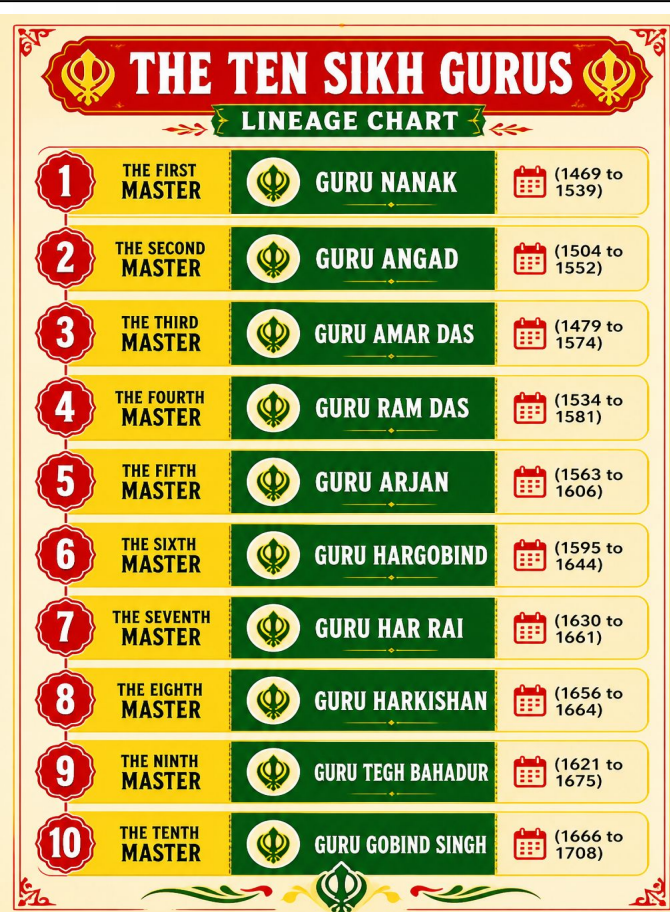 THE TEN SIKH GURUS
LINEAGE CHART
1
THE FIRST
MASTER
GURU NANAK
(1469 to
1539)
2
THE SECOND
MASTER
GURU ANGAD
(1504 to
1552)
3
THE THIRD
MASTER
GURU AMAR DAS
(1479 to
1574)
4
THE FOURTH
MASTER
GURU RAM DAS
(1534 to
1581)
5
THE FIFTH
MASTER
GURU ARJAN
(1563 to
1606)
6
THE SIXTH
MASTER
GURU HARGOBIND
(1595 to
1644)
7
THE SEVENTH
MASTER
GURU HAR RAI
(1630 to
1661)
8
THE EIGHTH
MASTER
GURU HARKISHAN
(1656 to
1664)
9
THE NINTH
MASTER
GURU TEGH BAHADUR
(1621 to
1675)
10
THE TENTH
MASTER
GURU GOBIND SINGH
(1666 to
1708)